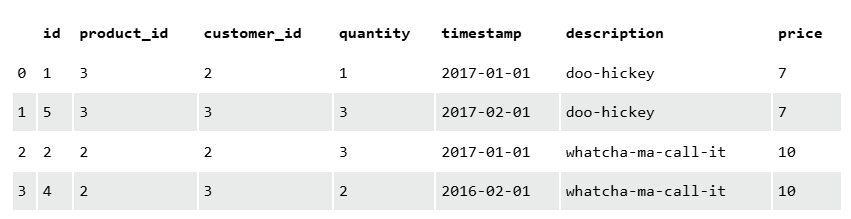 id product_id customer_id quantity timestamp description price
0 1 3 2 1 2017-01-01 doo-hickey 7
1 5 3 3 3 2017-02-01 doo-hickey 7
2 2 2 2 3 2017-01-01 whatcha-ma-call-it 10
3 4 2 3 2 2016-02-01 whatcha-ma-call-it 10